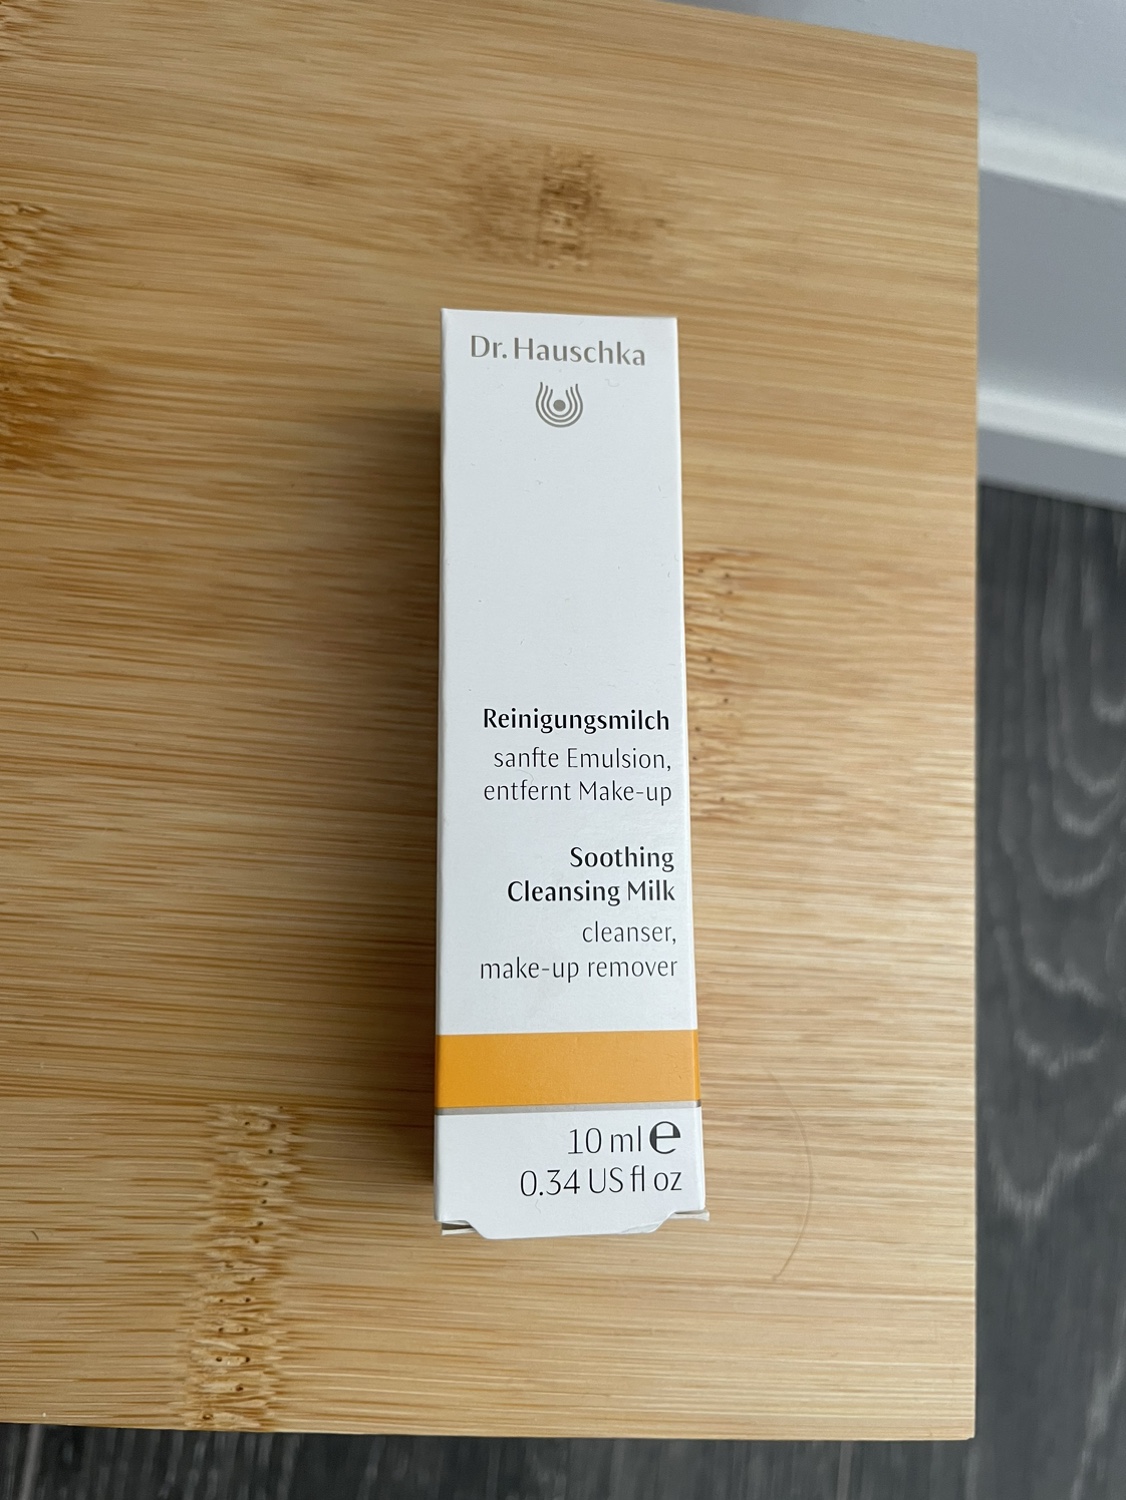 Dr. Hauschka
Reinigungsmilch
sanfte Emulsion,
entfernt Make-up
Soothing
Cleansing Milk
cleanser,
make-up remover
10 ml ℮
0.34 US fl oz